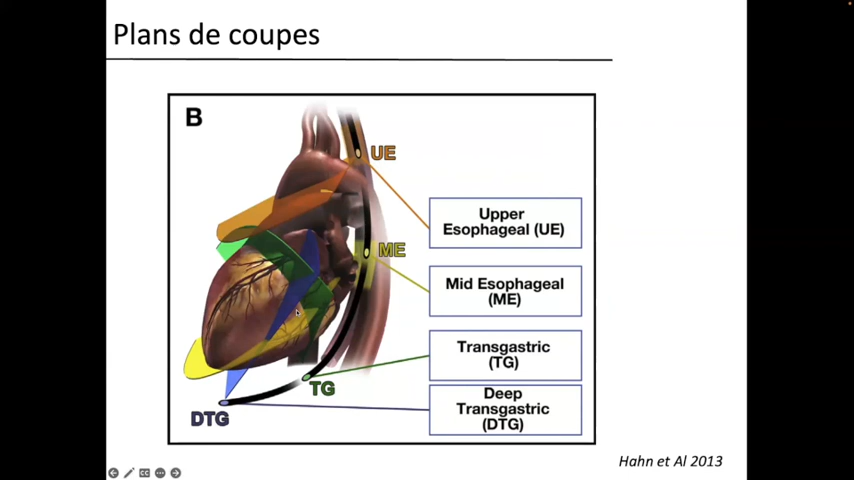 Plans de coupes
B
UE
ME
TG
DTG
Upper
Esophageal (UE)
Mid Esophageal
(ME)
Transgastric
(TG)
Deep
Transgastric
(DTG)
Hahn et Al 2013
CC